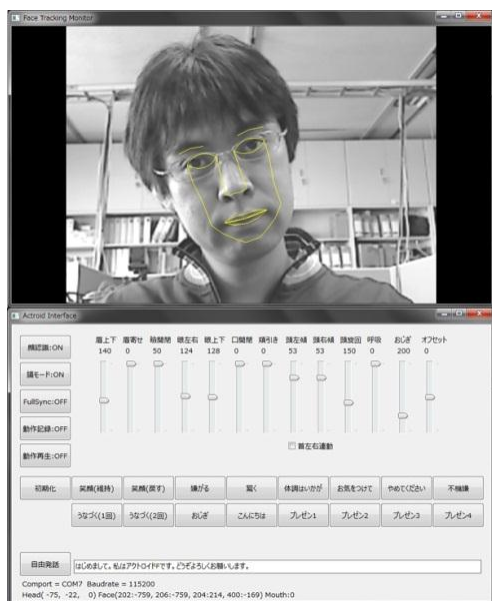 Face Tracking Monitor
Actroid Interface
眉上下 眉寄せ 瞼開閉 眼左右 眼上下 口開閉 頬引き 頭左傾 頭右傾 頭旋回 呼吸 おじぎ オフセット
140 0 50 124 128 0 0 53 53 150 0 200 0
顔認識:ON
鏡モード:ON
FullSync:OFF
動作記録:OFF
動作再生:OFF
首左右連動
初期化 笑顔(維持) 笑顔(戻す) 嫌がる 驚く 体調はいかが お気をつけて やめてください 不機嫌
うなづく(1回) うなづく(2回) おじぎ こんにちは プレゼン1 プレゼン2 プレゼン3 プレゼン4
自由発話 はじめまして。私はアクトロイドFです。どうぞよろしくお願いします。
Comport = COM7 Baudrate = 115200
Head( -75, -22, 0) Face(202:-759, 206:-759, 204:214, 400:-169) Mouth:0